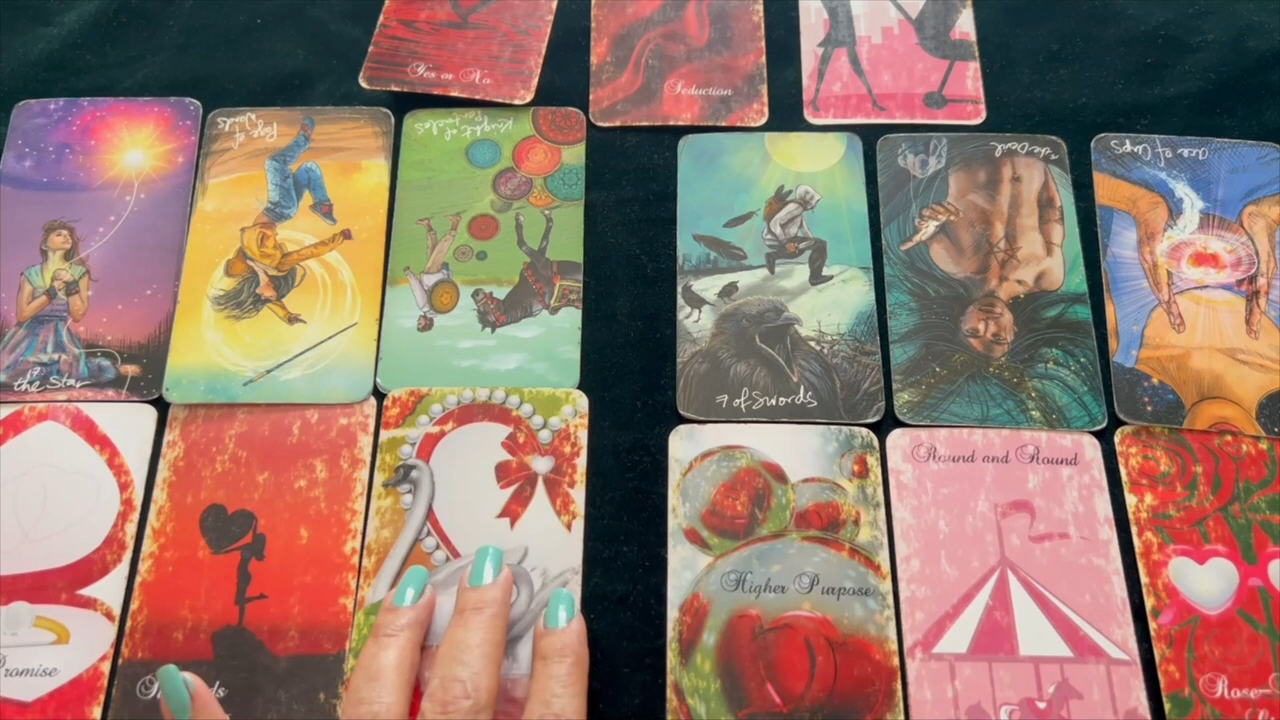 Yes or No
Seduction
17
the Star
Page of
Wands
Knight of
Pentacles
7 of Swords
the Devil
ace of Cups
Promise
Higher Purpose
Round and Round